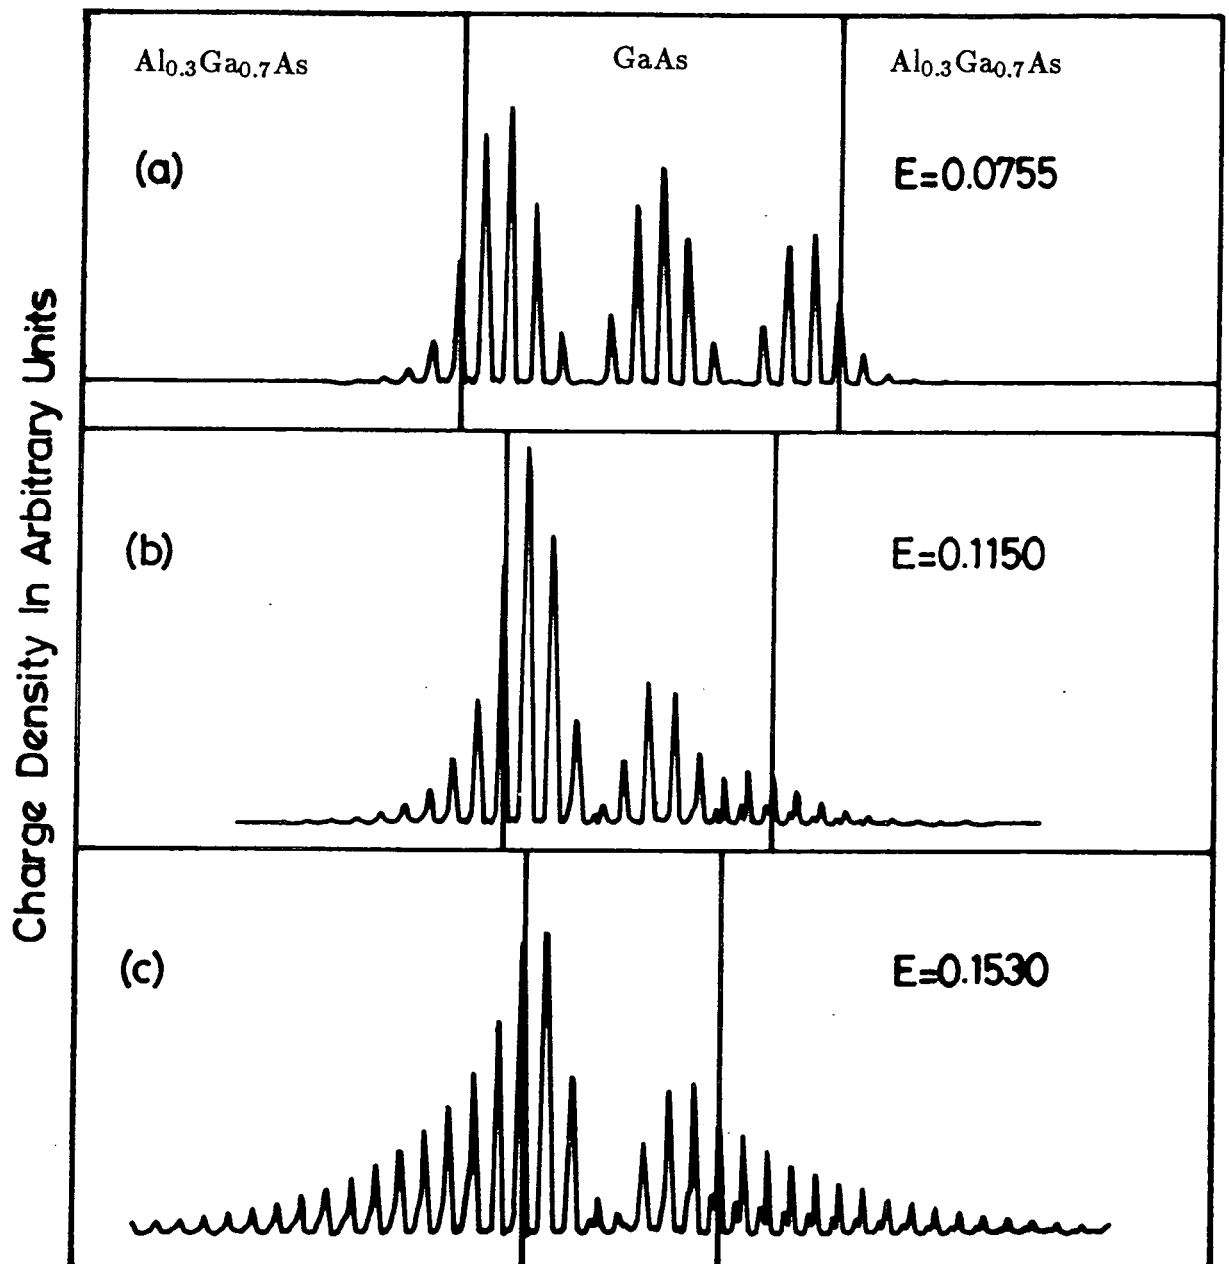 Al₀.₃Ga₀.₇As
GaAs
Al₀.₃Ga₀.₇As
(a)
E=0.0755
(b)
E=0.1150
(c)
E=0.1530
Charge Density In Arbitrary Units